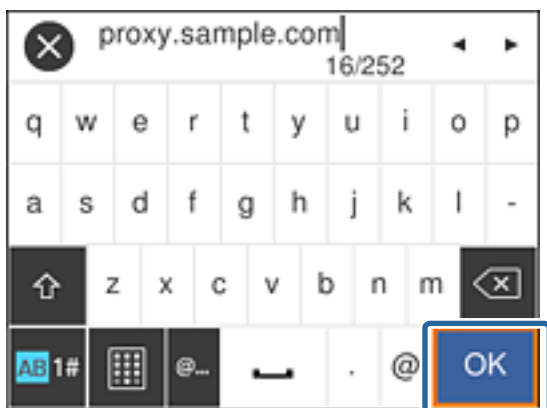 proxy.sample.com
16/252
q w e r t y u i o p
a s d f g h j k l -
z x c v b n m
AB 1# @... . @ OK